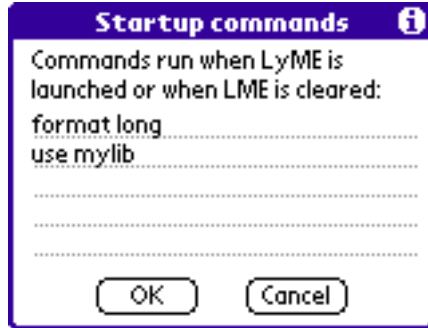 Startup commands
Commands run when LyME is
launched or when LME is cleared:
format long
use mylib
OK Cancel